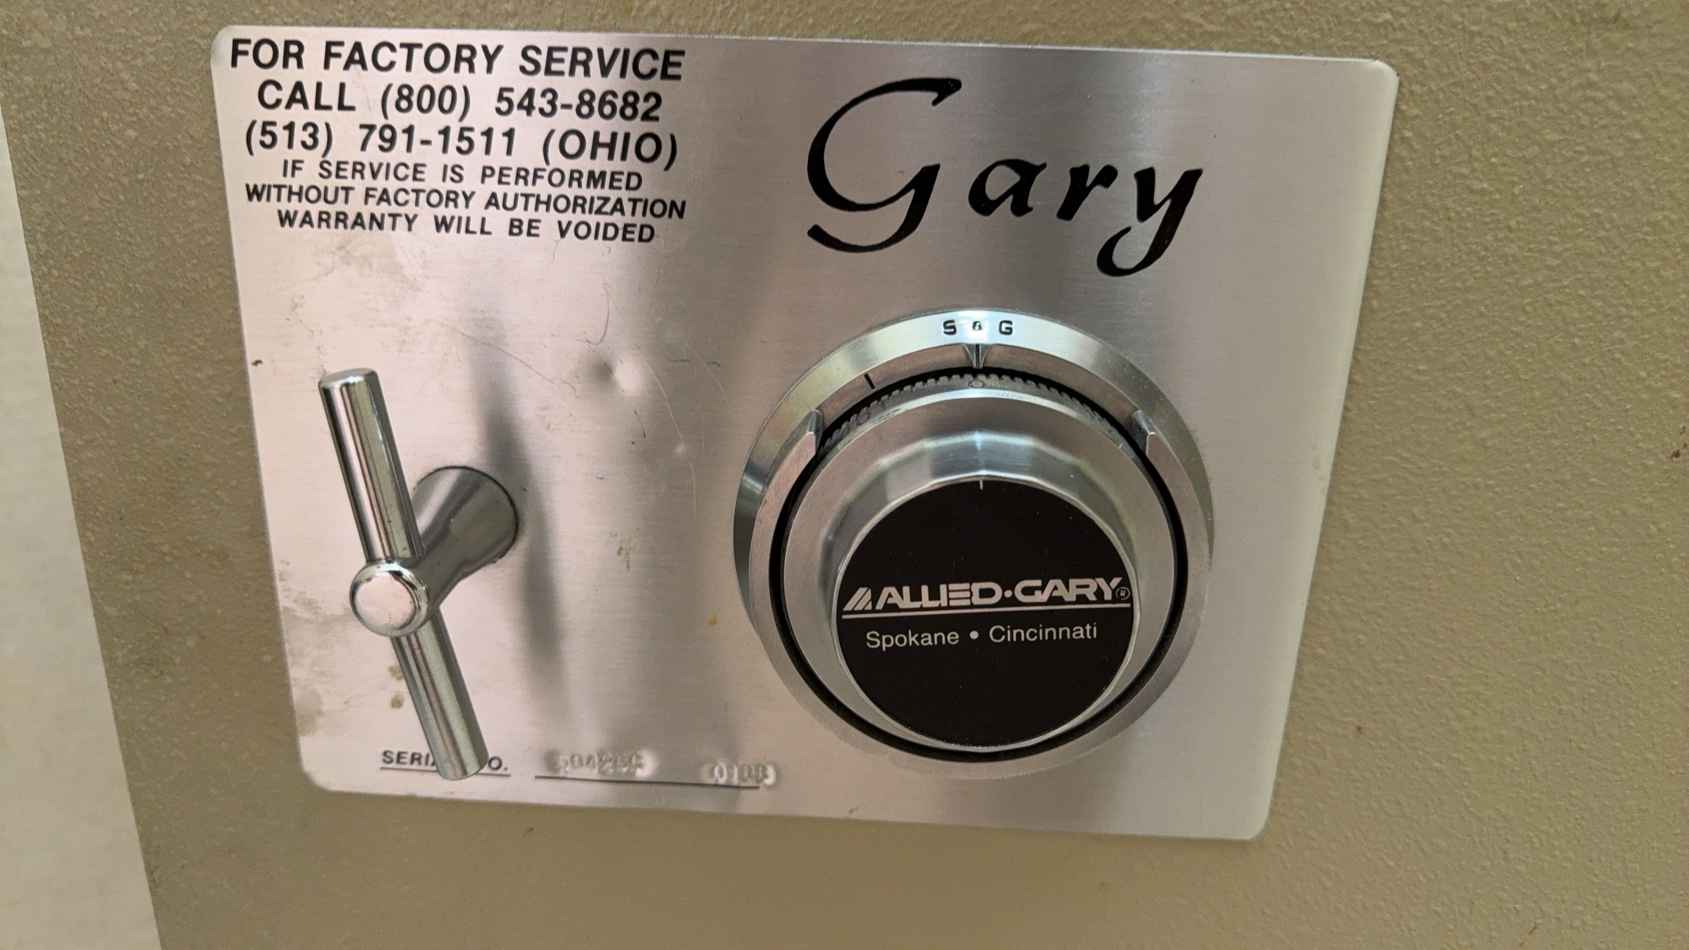 FOR FACTORY SERVICE
CALL (800) 543-8682
(513) 791-1511 (OHIO)
IF SERVICE IS PERFORMED
WITHOUT FACTORY AUTHORIZATION
WARRANTY WILL BE VOIDED
Gary
S & G
0
ALLIED·GARY®
Spokane • Cincinnati